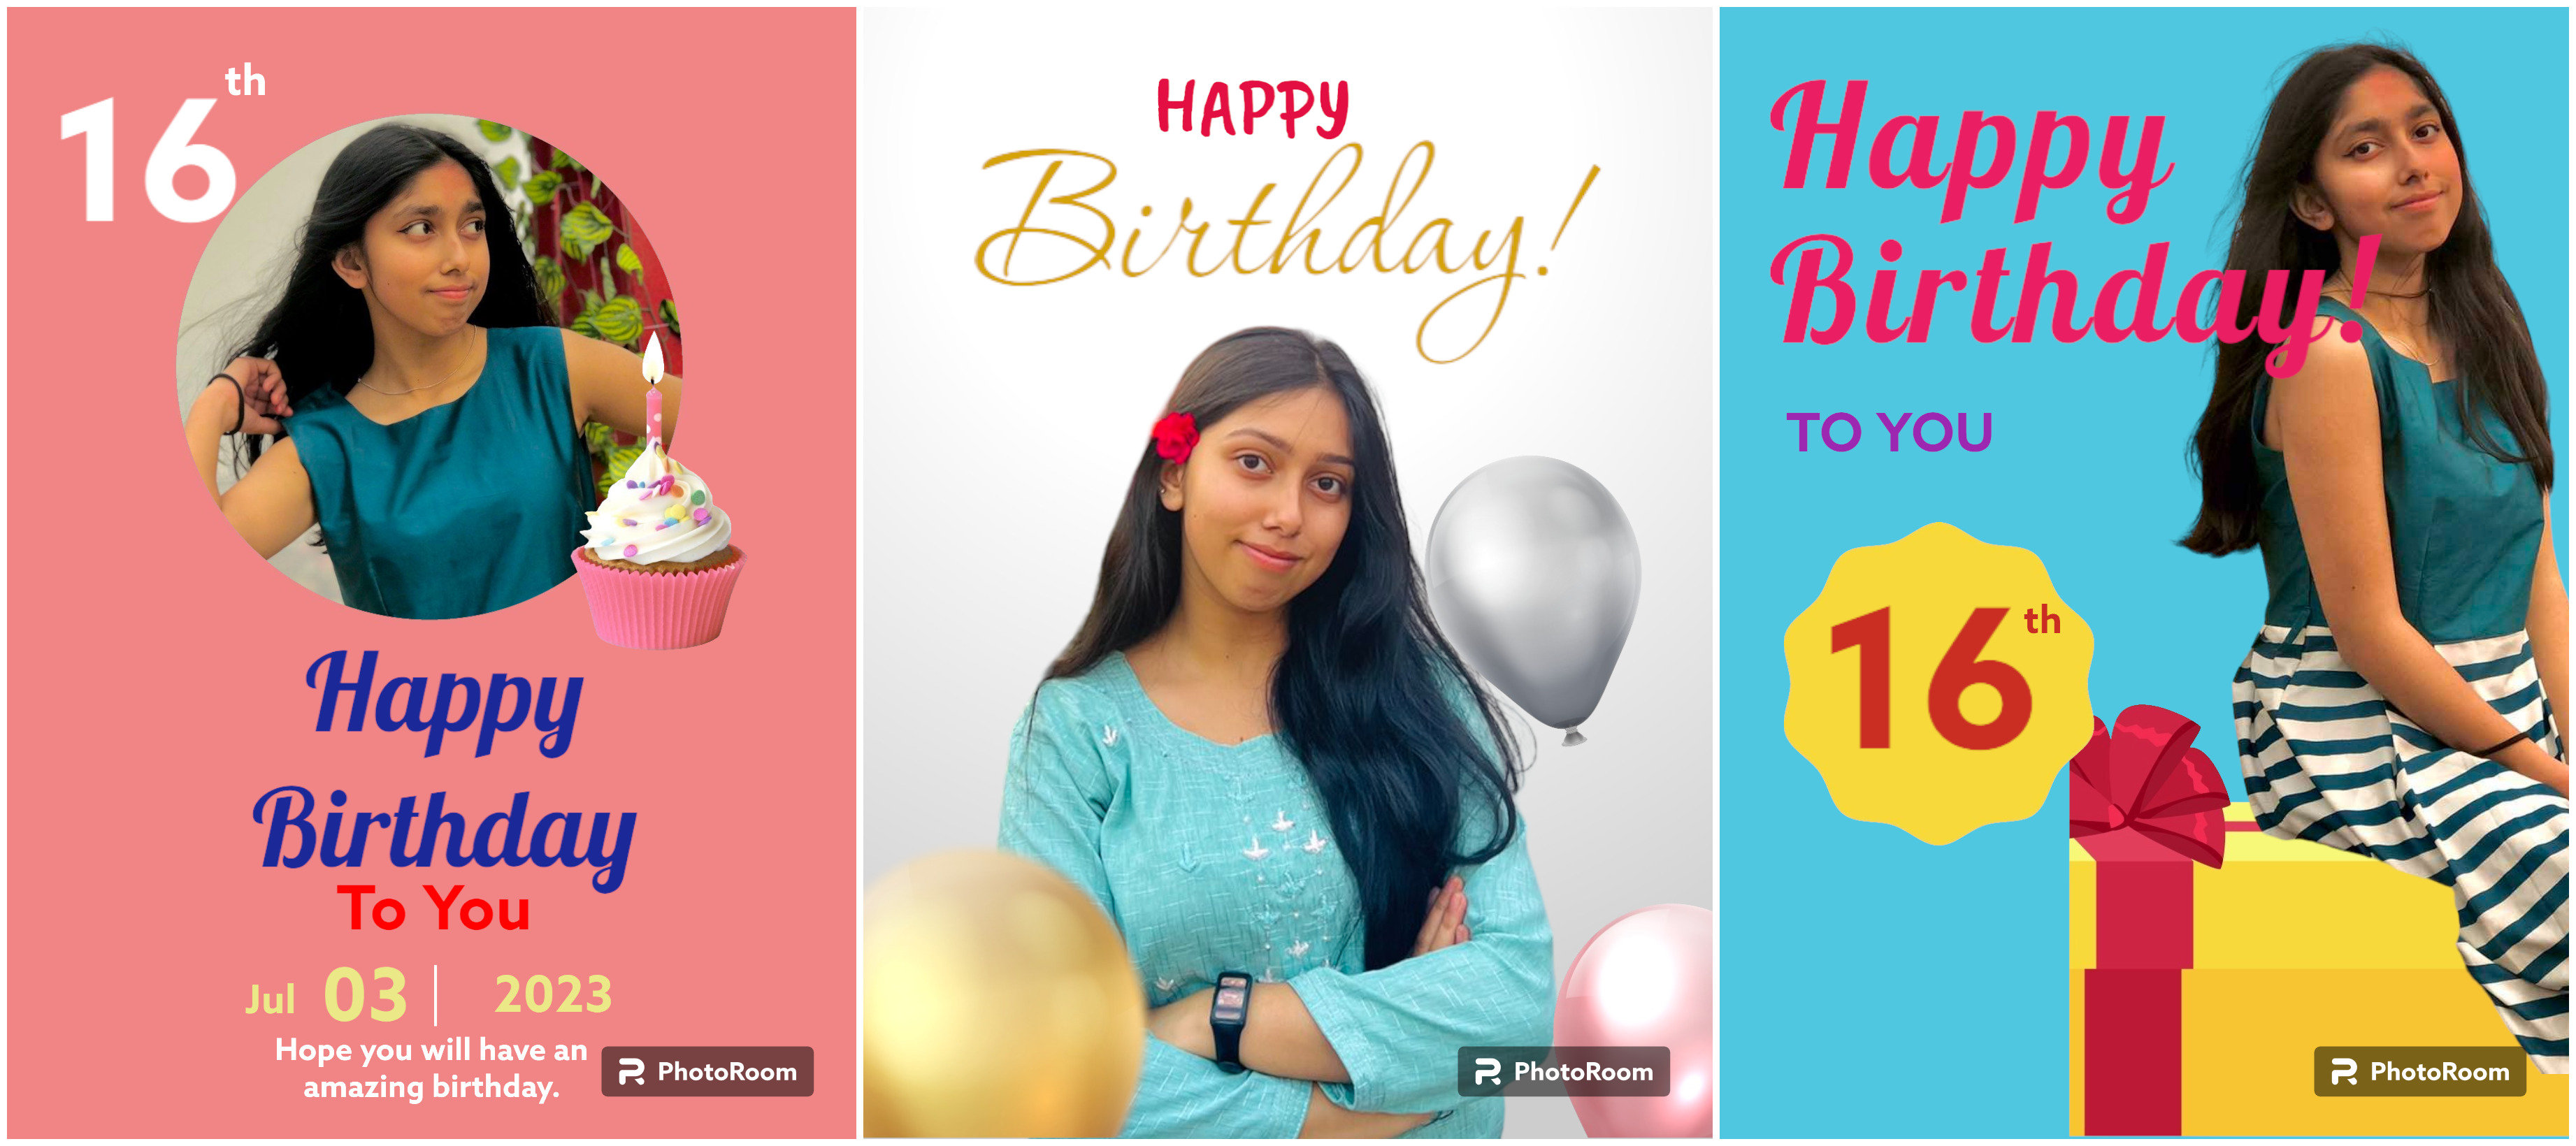 16th
Happy
Birthday
To You
Jul 03 | 2023
Hope you will have an
amazing birthday.
PhotoRoom
HAPPY
Birthday!
PhotoRoom
Happy
Birthday!
TO YOU
16th
PhotoRoom